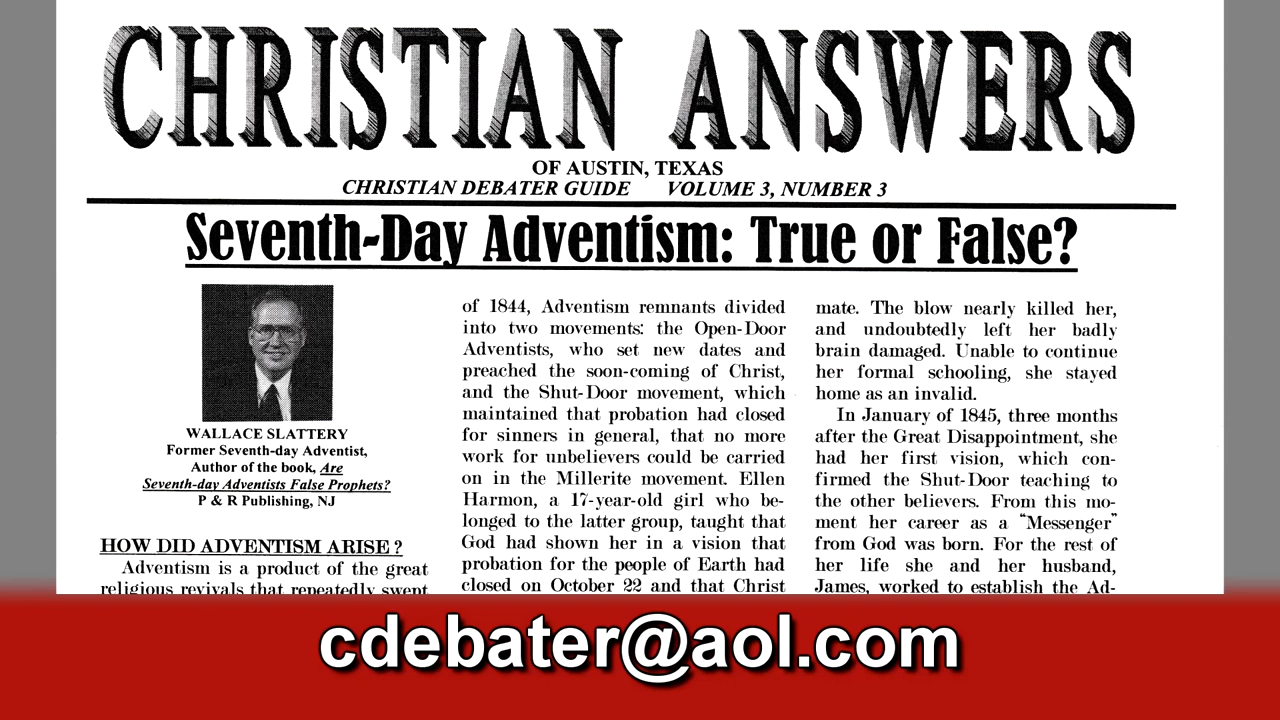 CHRISTIAN ANSWERS
OF AUSTIN, TEXAS
CHRISTIAN DEBATER GUIDE VOLUME 3, NUMBER 3
Seventh-Day Adventism: True or False?
WALLACE SLATTERY
Former Seventh-day Adventist,
Author of the book, Are
Seventh-day Adventists False Prophets?
P & R Publishing, NJ
HOW DID ADVENTISM ARISE ?
Adventism is a product of the great
religious revivals that repeatedly swept
of 1844, Adventism remnants divided
into two movements: the Open-Door
Adventists, who set new dates and
preached the soon-coming of Christ,
and the Shut-Door movement, which
maintained that probation had closed
for sinners in general, that no more
work for unbelievers could be carried
on in the Millerite movement. Ellen
Harmon, a 17-year-old girl who be-
longed to the latter group, taught that
God had shown her in a vision that
probation for the people of Earth had
closed on October 22 and that Christ
mate. The blow nearly killed her,
and undoubtedly left her badly
brain damaged. Unable to continue
her formal schooling, she stayed
home as an invalid.
In January of 1845, three months
after the Great Disappointment, she
had her first vision, which con-
firmed the Shut-Door teaching to
the other believers. From this mo-
ment her career as a "Messenger"
from God was born. For the rest of
her life she and her husband,
James, worked to establish the Ad-
cdebater@aol.com